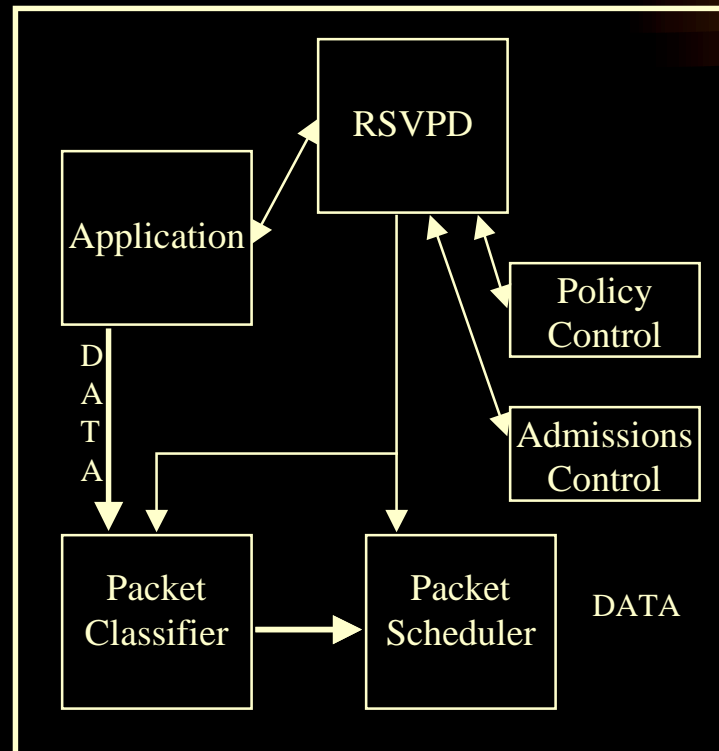 RSVPD
Application
Policy
Control
D
A
T
A
Admissions
Control
Packet
Classifier
Packet
Scheduler
DATA